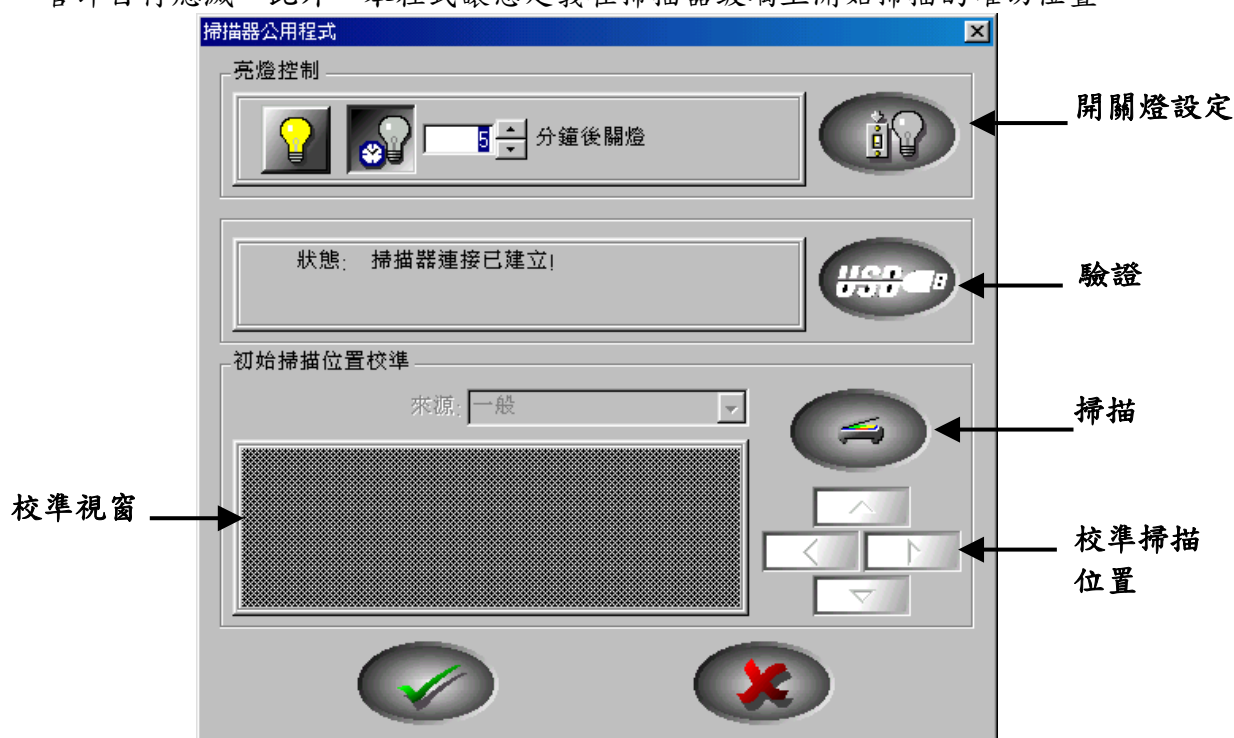 掃描器公用程式
亮燈控制
5 分鐘後關燈
開關燈設定
狀態: 掃描器連接已建立!
USB
驗證
初始掃描位置校準
來源: 一般
掃描
校準視窗
校準掃描
位置